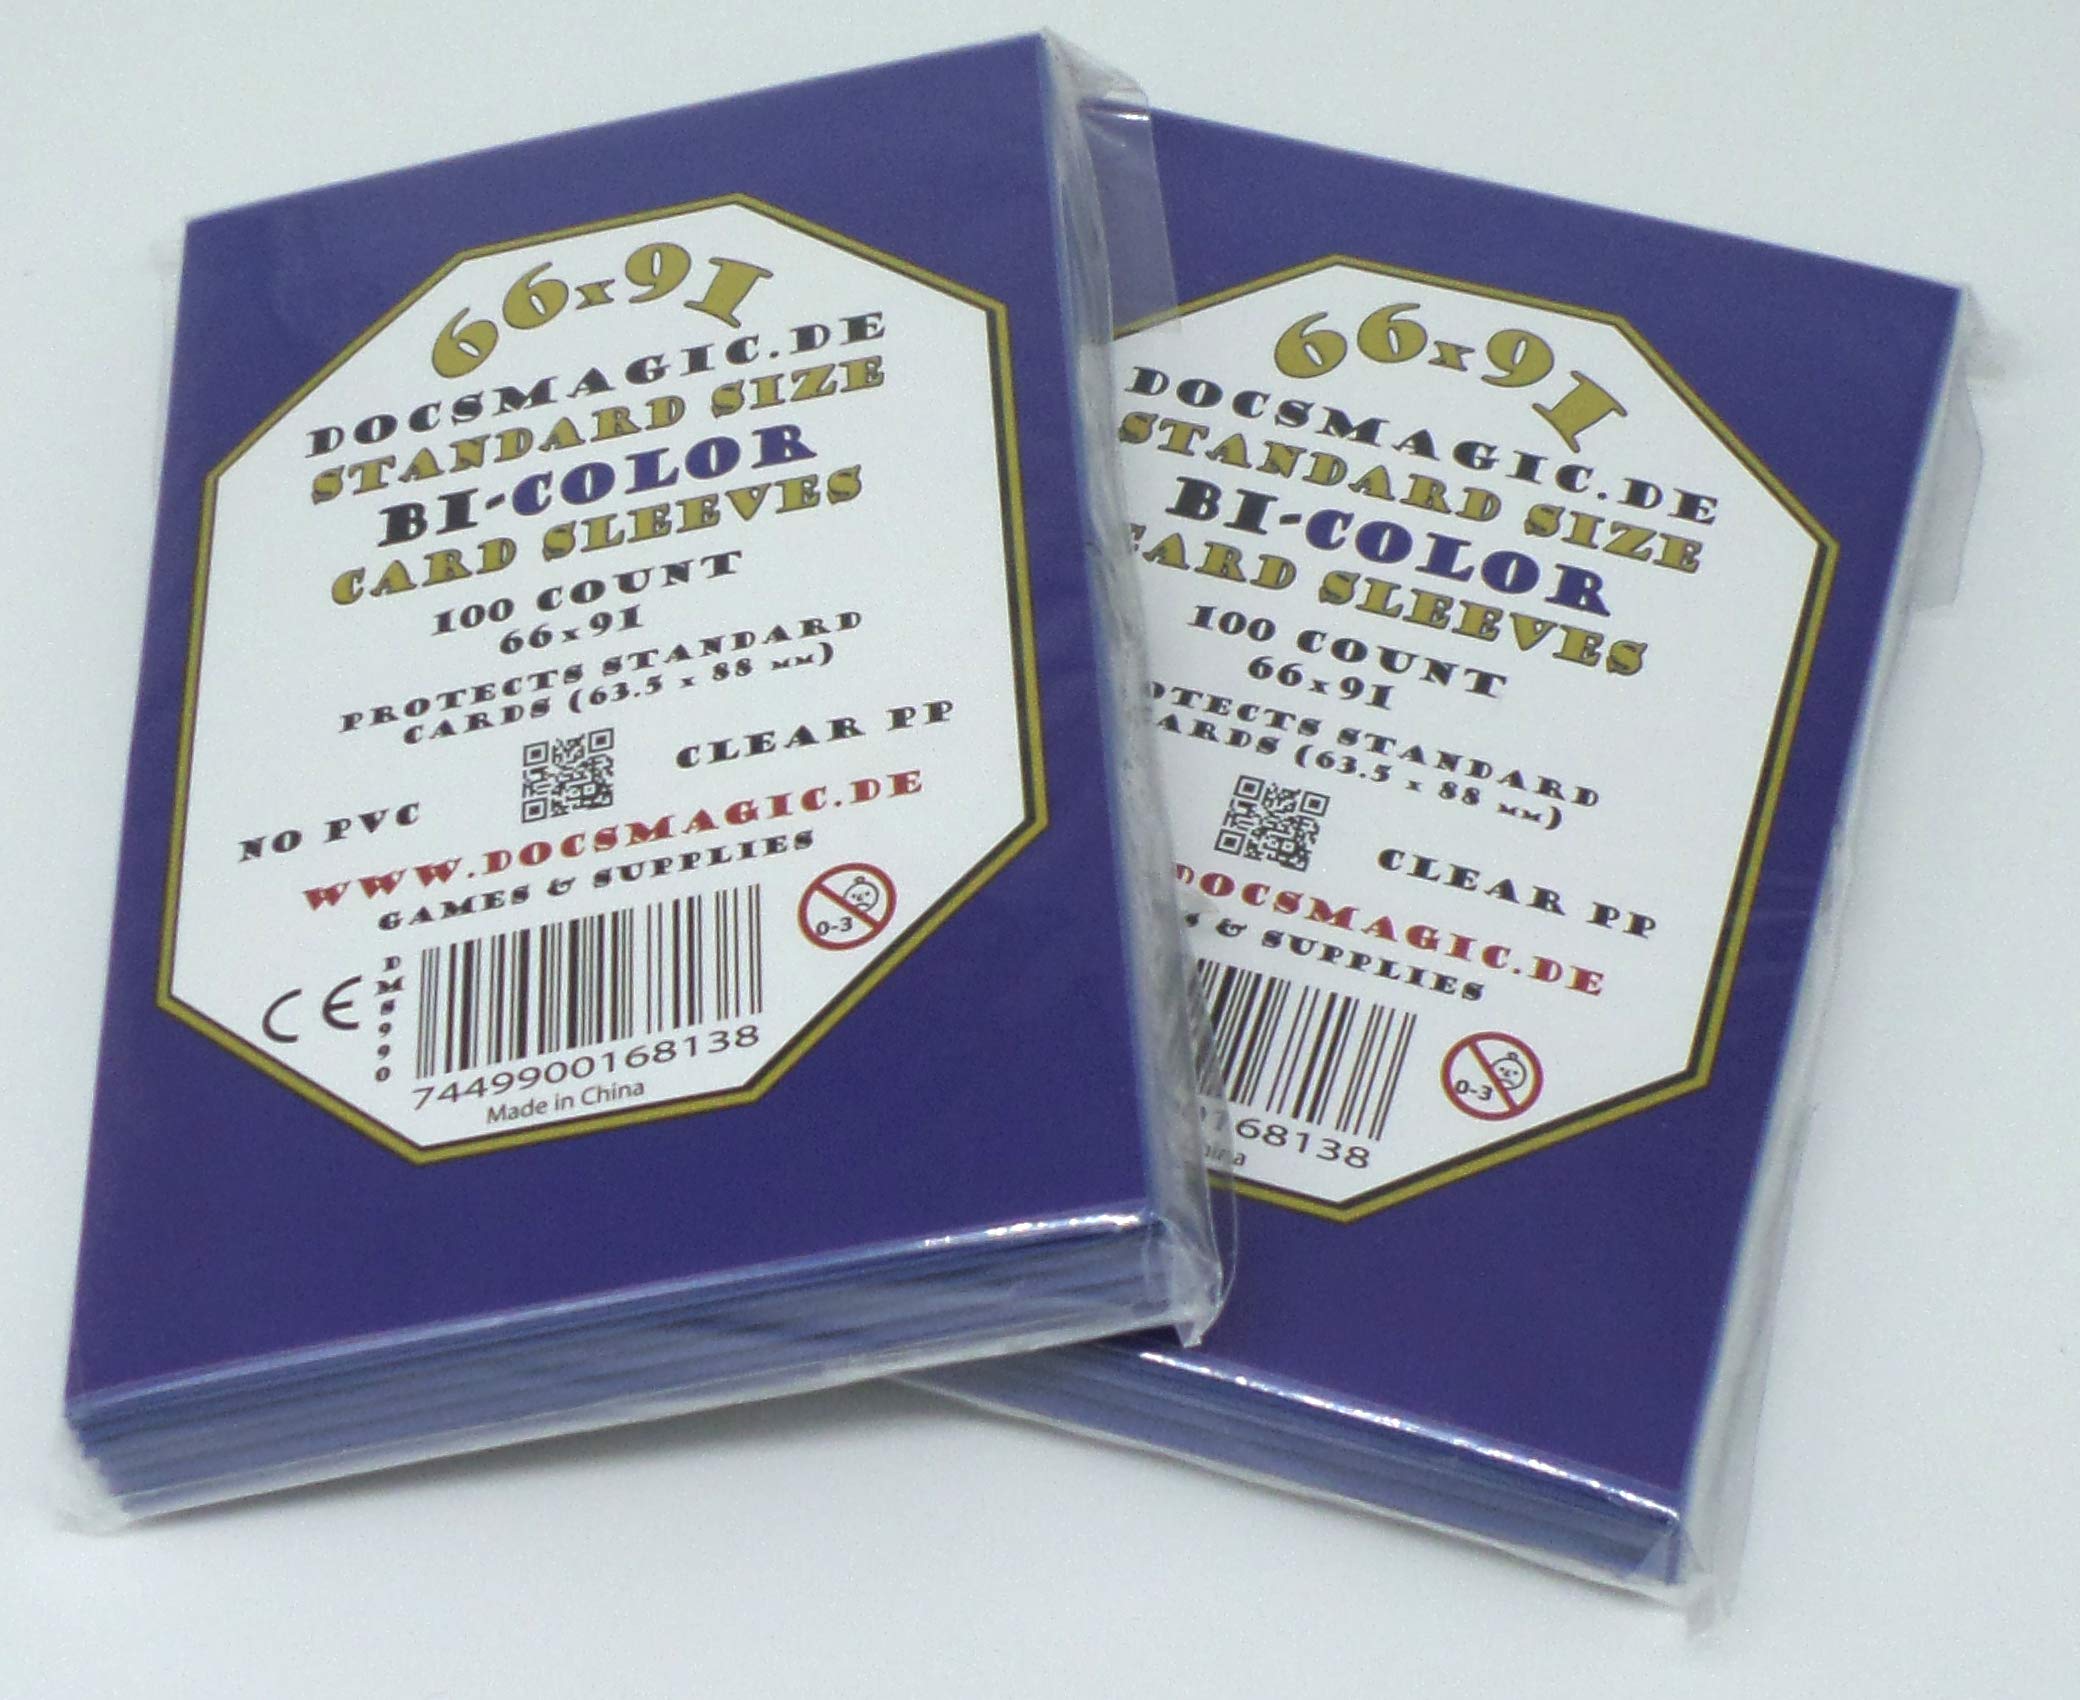 66x91
DOCSMAGIC.DE
STANDARD SIZE
BI-COLOR
CARD SLEEVES
100 COUNT
66x91
PROTECTS STANDARD
CARDS (63.5 x 88 MM)
CLEAR PP
NO PVC
WWW.DOCSMAGIC.DE
GAMES & SUPPLIES
0-3
CE
DMS990
7449900168138
Made in China
66x91
DOCSMAGIC.DE
STANDARD SIZE
BI-COLOR
CARD SLEEVES
100 COUNT
66x91
STANDARD
(63.5 x 88 MM)
CLEAR PP
DOCSMAGIC.DE
& SUPPLIES
0-3
68138